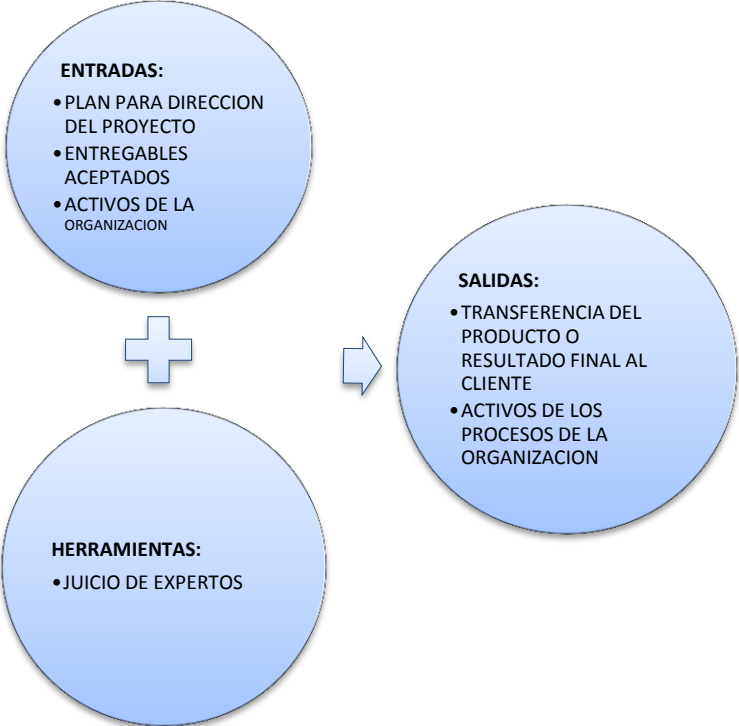 ENTRADAS:
•PLAN PARA DIRECCION
DEL PROYECTO
•ENTREGABLES
ACEPTADOS
•ACTIVOS DE LA
ORGANIZACION
HERRAMIENTAS:
•JUICIO DE EXPERTOS
SALIDAS:
•TRANSFERENCIA DEL
PRODUCTO O
RESULTADO FINAL AL
CLIENTE
•ACTIVOS DE LOS
PROCESOS DE LA
ORGANIZACION